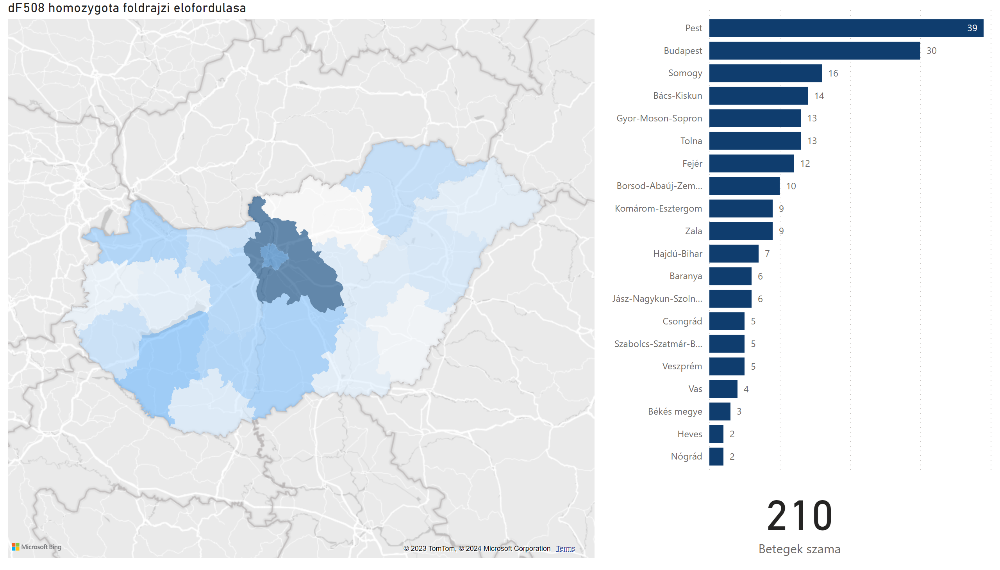 dF508 homozygota foldrajzi elofordulasa
Pest 39
Budapest 30
Somogy 16
Bács-Kiskun 14
Gyor-Moson-Sopron 13
Tolna 13
Fejér 12
Borsod-Abaúj-Zem... 10
Komárom-Esztergom 9
Zala 9
Hajdú-Bihar 7
Baranya 6
Jász-Nagykun-Szoln... 6
Csongrád 5
Szabolcs-Szatmár-B... 5
Veszprém 5
Vas 4
Békés megye 3
Heves 2
Nógrád 2
210
Betegek szama
Microsoft Bing
© 2023 TomTom, © 2024 Microsoft Corporation Terms